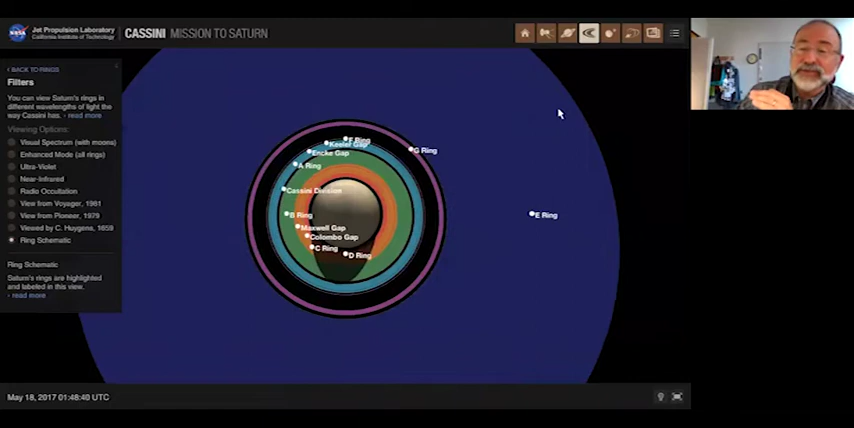 NASA
Jet Propulsion Laboratory
California Institute of Technology
CASSINI MISSION TO SATURN
‹ BACK TO RINGS
Filters
You can view Saturn's rings in
different wavelengths of light the
way Cassini has. › read more
Viewing Options:
Visual Spectrum (with moons)
Enhanced Mode (all rings)
Ultra-Violet
Near-Infrared
Radio Occultation
View from Voyager, 1981
View from Pioneer, 1979
Viewed by C. Huygens, 1659
Ring Schematic
Ring Schematic
Saturn's rings are highlighted
and labeled in this view.
› read more
F Ring
Keeler Gap
Encke Gap
G Ring
A Ring
Cassini Division
B Ring
E Ring
Maxwell Gap
Colombo Gap
C Ring
D Ring
May 18, 2017 01:48:49 UTC